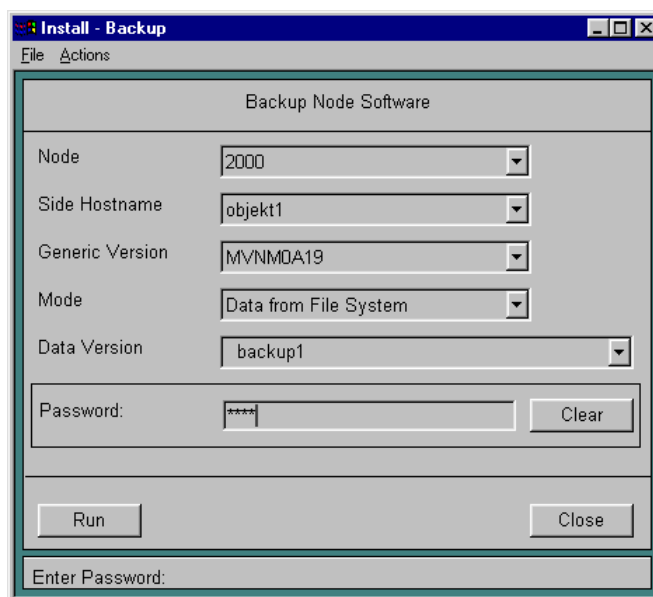 Install - Backup
File Actions
Backup Node Software
Node 2000
Side Hostname objekt1
Generic Version MVNM0A19
Mode Data from File System
Data Version backup1
Password: **** Clear
Run Close
Enter Password: